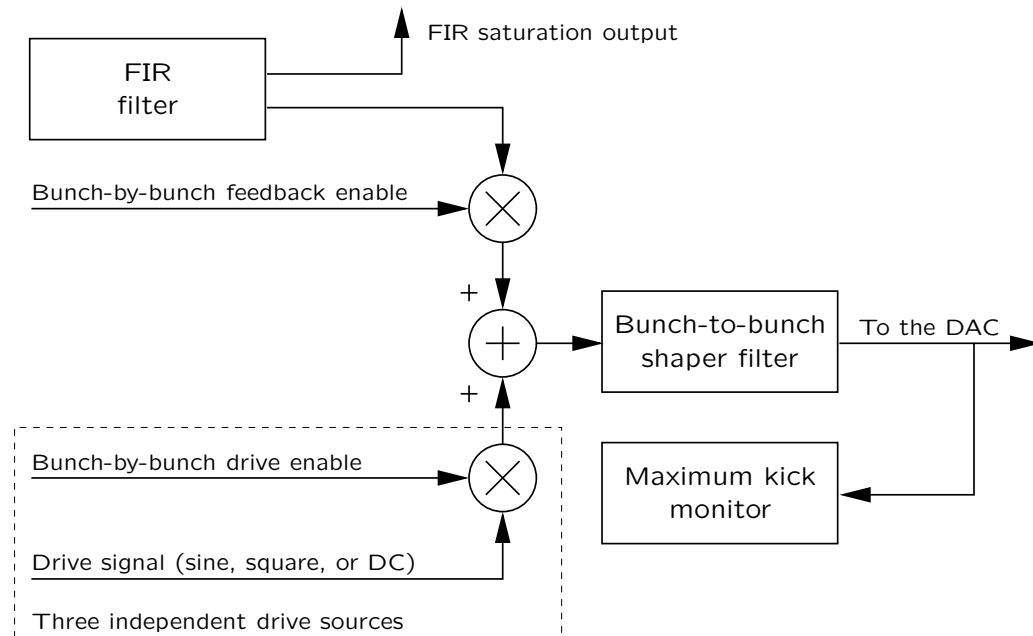 FIR saturation output
FIR
filter
Bunch-by-bunch feedback enable
+
+
Bunch-to-bunch
shaper filter
To the DAC
+
Bunch-by-bunch drive enable
Maximum kick
monitor
Drive signal (sine, square, or DC)
Three independent drive sources